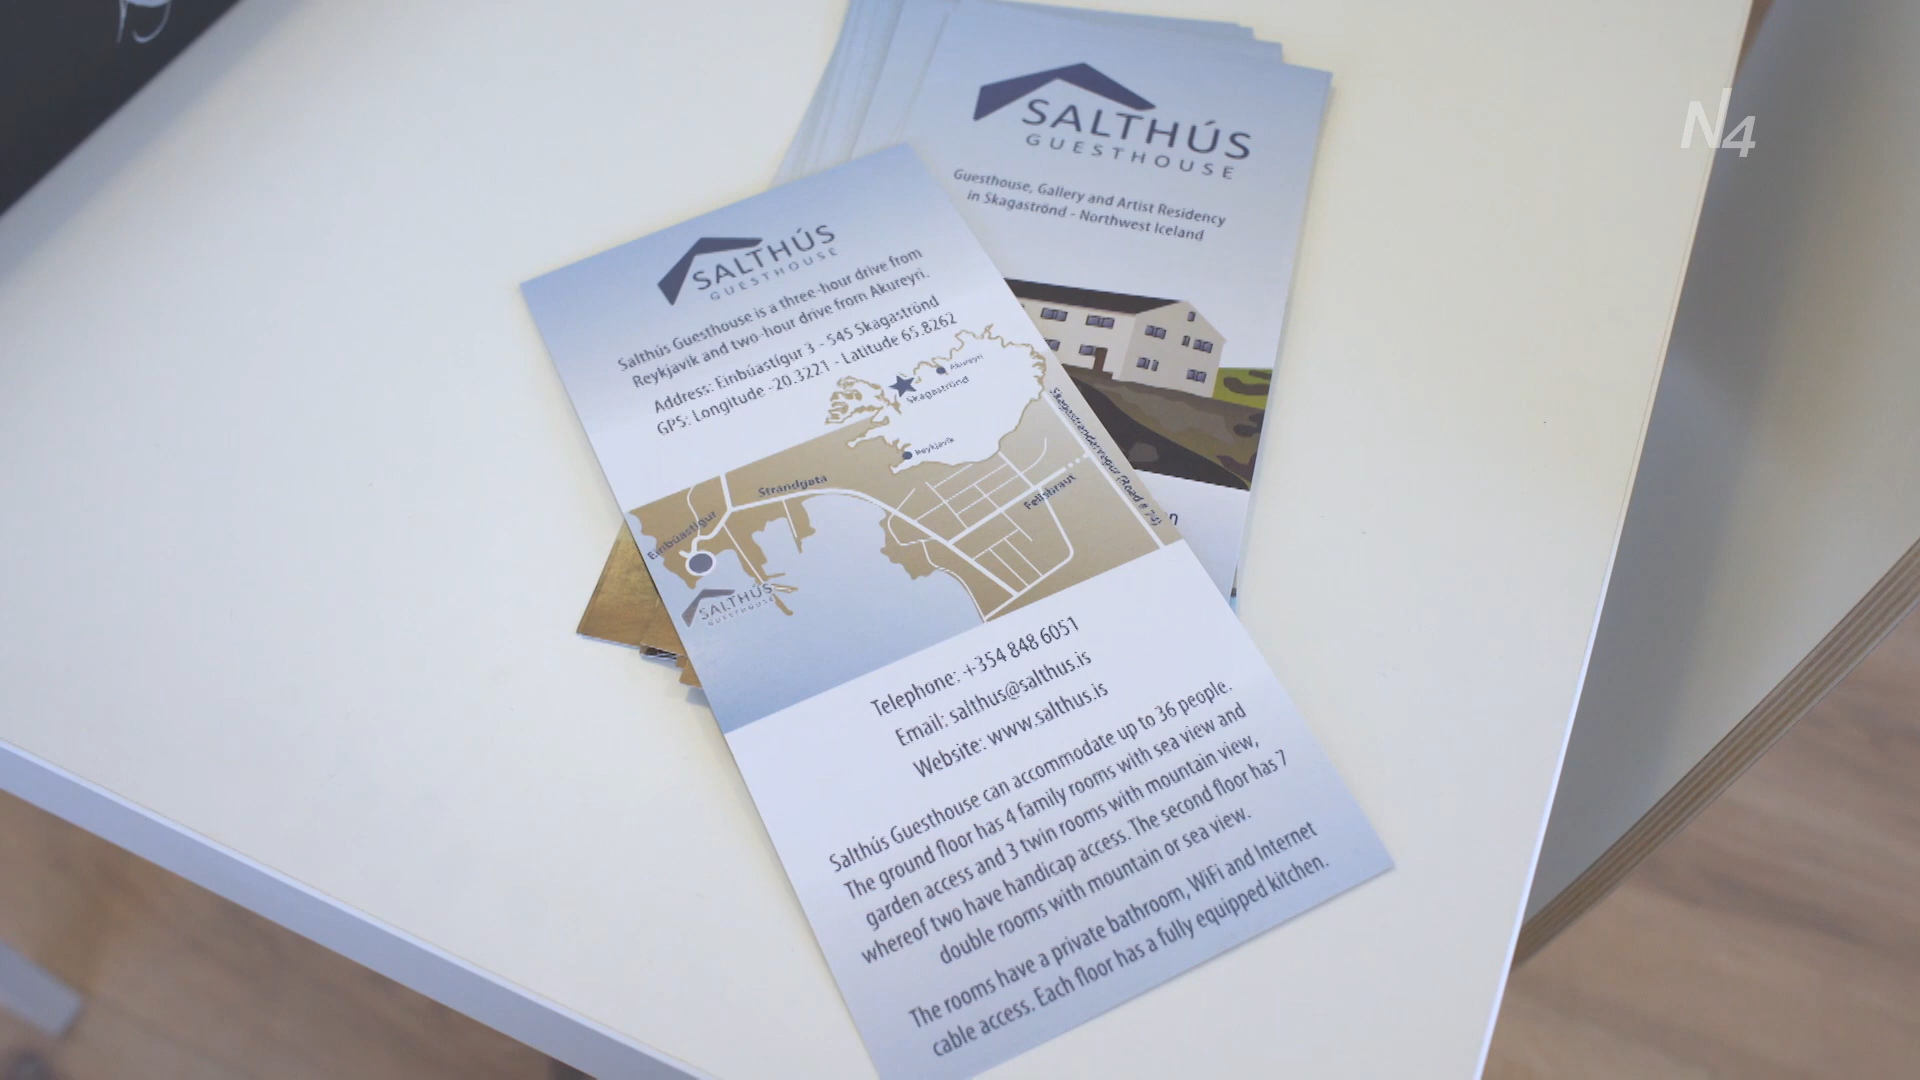 N4
SALTHÚS
GUESTHOUSE
Guesthouse, Gallery and Artist Residency
in Skagaströnd - Northwest Iceland
SALTHÚS
GUESTHOUSE
Salthús Guesthouse is a three-hour drive from
Reykjavík and two-hour drive from Akureyri.
Address: Einbúastígur 3 - 545 Skagaströnd
GPS: Longitude -20.3221 - Latitude 65.8262
Akureyri
Skagaströnd
Reykjavík
Skagastrandarvegur (Road # 74)
Strandgata
Fellsbraut
Einbúastígur
SALTHÚS
GUESTHOUSE
Telephone: +354 848 6051
Email: salthus@salthus.is
Website: www.salthus.is
Salthús Guesthouse can accommodate up to 36 people.
The ground floor has 4 family rooms with sea view and
garden access and 3 twin rooms with mountain view,
whereof two have handicap access. The second floor has 7
double rooms with mountain or sea view.
The rooms have a private bathroom, WiFi and Internet
cable access. Each floor has a fully equipped kitchen.